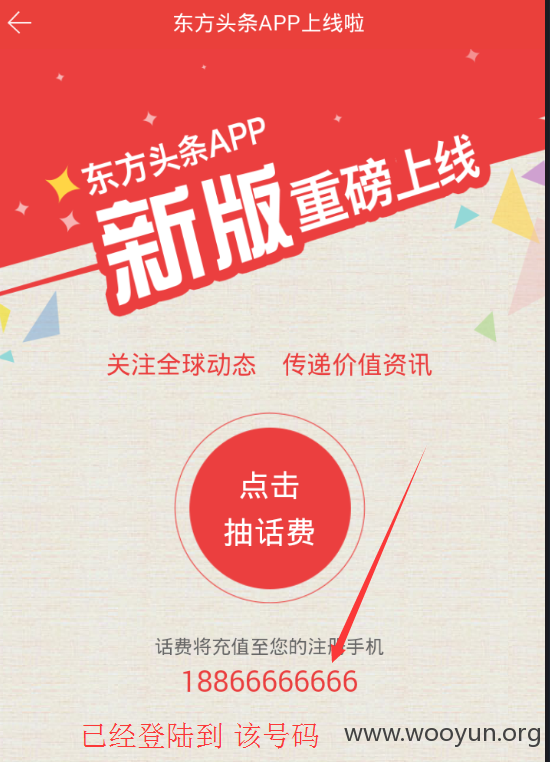 东方头条APP上线啦
东方头条APP
新版重磅上线
关注全球动态 传递价值资讯
点击
抽话费
话费将充值至您的注册手机
18866666666
已经登陆到 该号码
www.wooyun.org